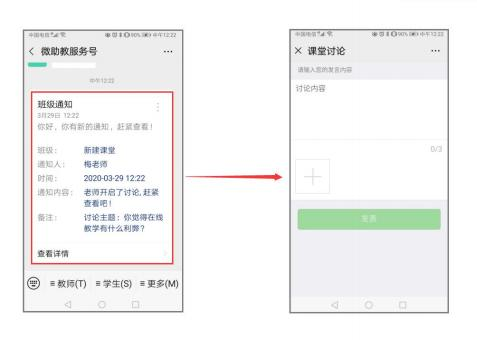 中国电信 90% 中午12:22
微助教服务号
中午12:22
班级通知
3月29日 12:22
你好，你有新的通知，赶紧查看！
班级： 新建课堂
通知人： 梅老师
时间： 2020-03-29 12:22
通知内容： 老师开启了讨论,赶紧
查看吧！
备注： 讨论主题：你觉得在线
教学有什么利弊？
查看详情
教师(T) 学生(S) 更多(M)
中国电信 90% 中午12:22
课堂讨论
请输入您的发言内容
讨论内容
0/3
发表